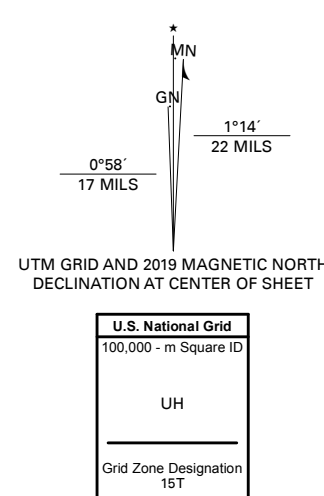 ★
MN
GN
1°14´
22 MILS
0°58´
17 MILS
UTM GRID AND 2019 MAGNETIC NORTH
DECLINATION AT CENTER OF SHEET
U.S. National Grid
100,000 - m Square ID
UH
Grid Zone Designation
15T